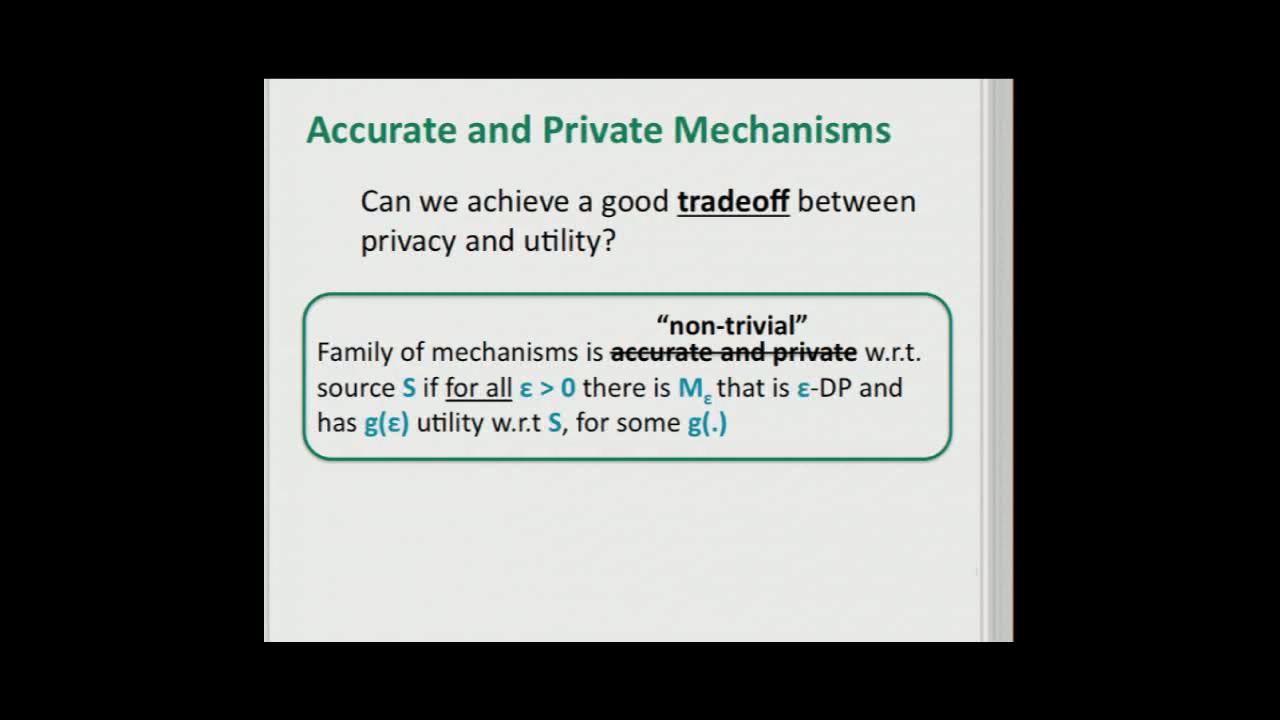 Accurate and Private Mechanisms
Can we achieve a good tradeoff between
privacy and utility?
“non-trivial”
Family of mechanisms is accurate and private w.r.t.
source S if for all ε > 0 there is Mε that is ε-DP and
has g(ε) utility w.r.t S, for some g(.)